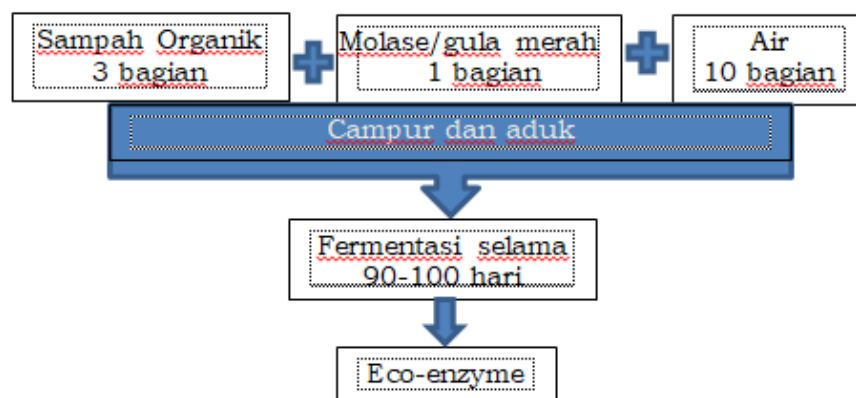 Sampah Organik
3 bagian
Molase/gula merah
1 bagian
Air
10 bagian
Campur dan aduk
Fermentasi selama
90-100 hari
Eco-enzyme